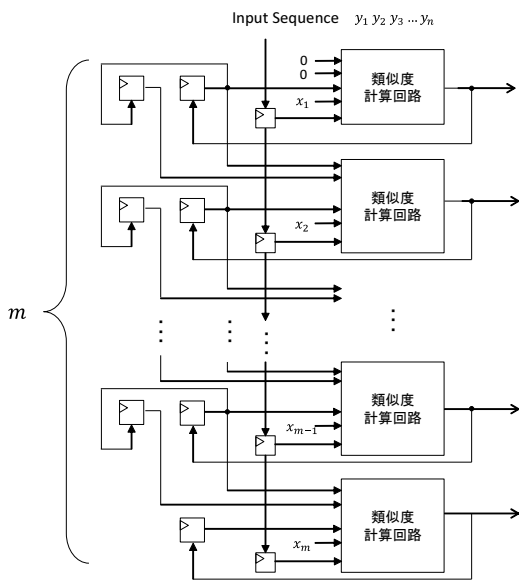 Input Sequence y₁ y₂ y₃ … yₙ
0
0
x₁
類似度
計算回路
類似度
計算回路
x₂
m
⋮ ⋮ ⋮ ⋮
類似度
計算回路
xₘ₋₁
類似度
計算回路
xₘ